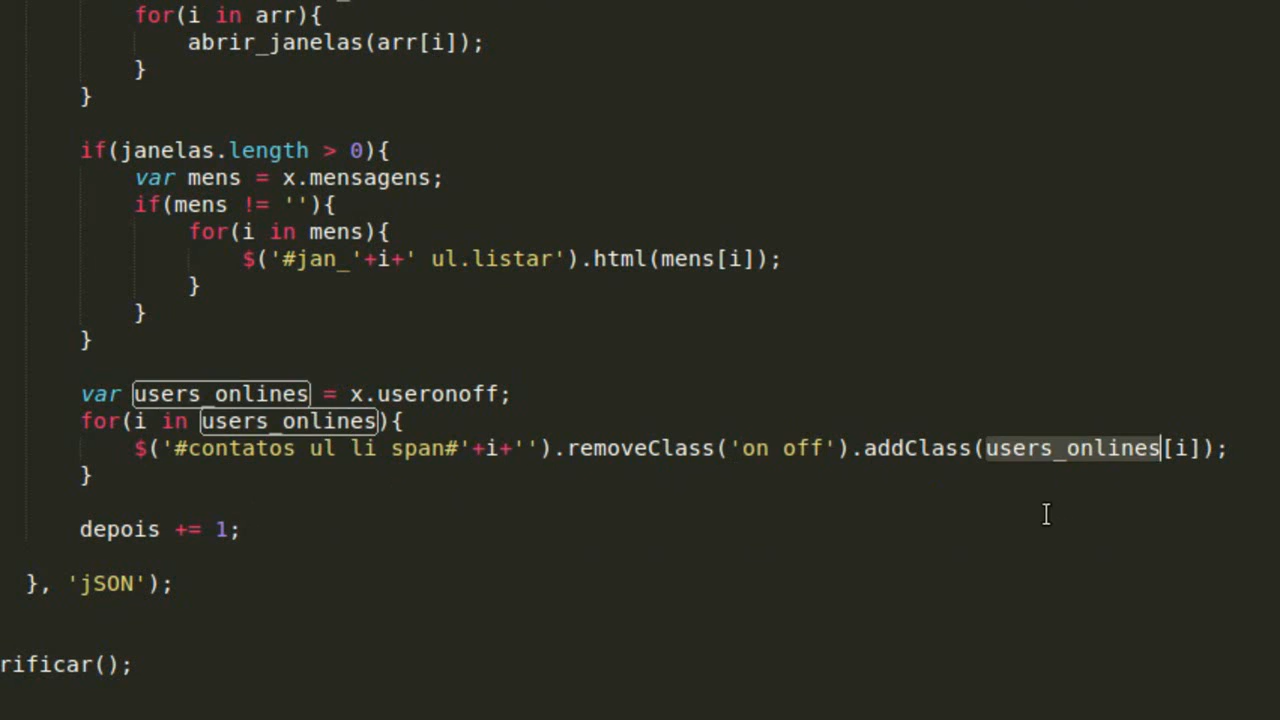 for(i in arr){
abrir_janelas(arr[i]);
}
}
if(janelas.length > 0){
var mens = x.mensagens;
if(mens != ''){
for(i in mens){
$('#jan_'+i+' ul.listar').html(mens[i]);
}
}
}
var users_onlines = x.useronoff;
for(i in users_onlines){
$('#contatos ul li span#'+i+'').removeClass('on off').addClass(users_onlines[i]);
}
depois += 1;
}, 'jSON');
rificar();